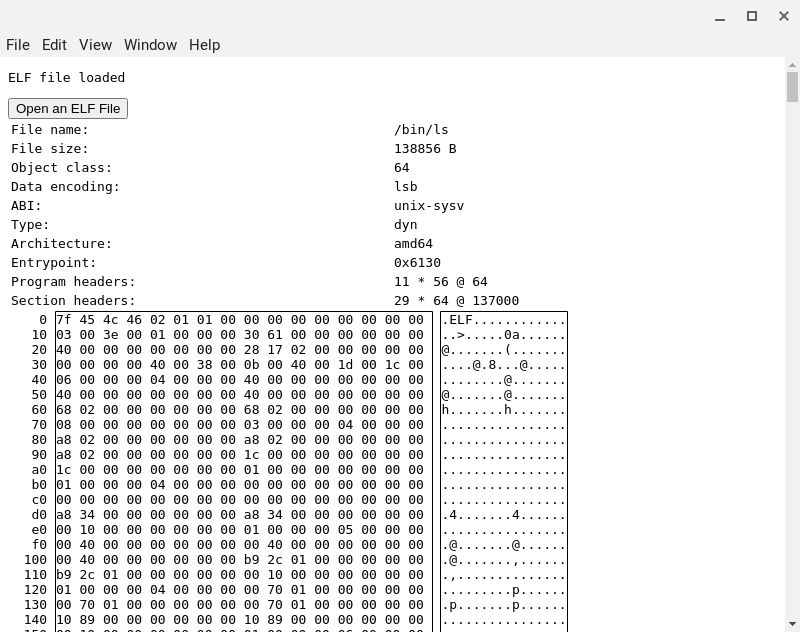 File Edit View Window Help
ELF file loaded
Open an ELF File
File name: /bin/ls
File size: 138856 B
Object class: 64
Data encoding: lsb
ABI: unix-sysv
Type: dyn
Architecture: amd64
Entrypoint: 0x6130
Program headers: 11 * 56 @ 64
Section headers: 29 * 64 @ 137000
0 7f 45 4c 46 02 01 01 00 00 00 00 00 00 00 00 00 .ELF............
10 03 00 3e 00 01 00 00 00 30 61 00 00 00 00 00 00 ..>.....0a......
20 40 00 00 00 00 00 00 00 28 17 02 00 00 00 00 00 @.......(.......
30 00 00 00 00 40 00 38 00 0b 00 40 00 1d 00 1c 00 ....@.8...@.....
40 06 00 00 00 04 00 00 00 40 00 00 00 00 00 00 00 ........@.......
50 40 00 00 00 00 00 00 00 40 00 00 00 00 00 00 00 @.......@.......
60 68 02 00 00 00 00 00 00 68 02 00 00 00 00 00 00 h.......h.......
70 08 00 00 00 00 00 00 00 03 00 00 00 04 00 00 00 ................
80 a8 02 00 00 00 00 00 00 a8 02 00 00 00 00 00 00 ................
90 a8 02 00 00 00 00 00 00 1c 00 00 00 00 00 00 00 ................
a0 1c 00 00 00 00 00 00 00 01 00 00 00 00 00 00 00 ................
b0 01 00 00 00 04 00 00 00 00 00 00 00 00 00 00 00 ................
c0 00 00 00 00 00 00 00 00 00 00 00 00 00 00 00 00 ................
d0 a8 34 00 00 00 00 00 00 a8 34 00 00 00 00 00 00 .4.......4......
e0 00 10 00 00 00 00 00 00 01 00 00 00 05 00 00 00 ................
f0 00 40 00 00 00 00 00 00 00 40 00 00 00 00 00 00 .@.......@......
100 00 40 00 00 00 00 00 00 b9 2c 01 00 00 00 00 00 .@.......,......
110 b9 2c 01 00 00 00 00 00 00 10 00 00 00 00 00 00 .,..............
120 01 00 00 00 04 00 00 00 00 70 01 00 00 00 00 00 .........p......
130 00 70 01 00 00 00 00 00 00 70 01 00 00 00 00 00 .p.......p......
140 10 89 00 00 00 00 00 00 10 89 00 00 00 00 00 00 ................